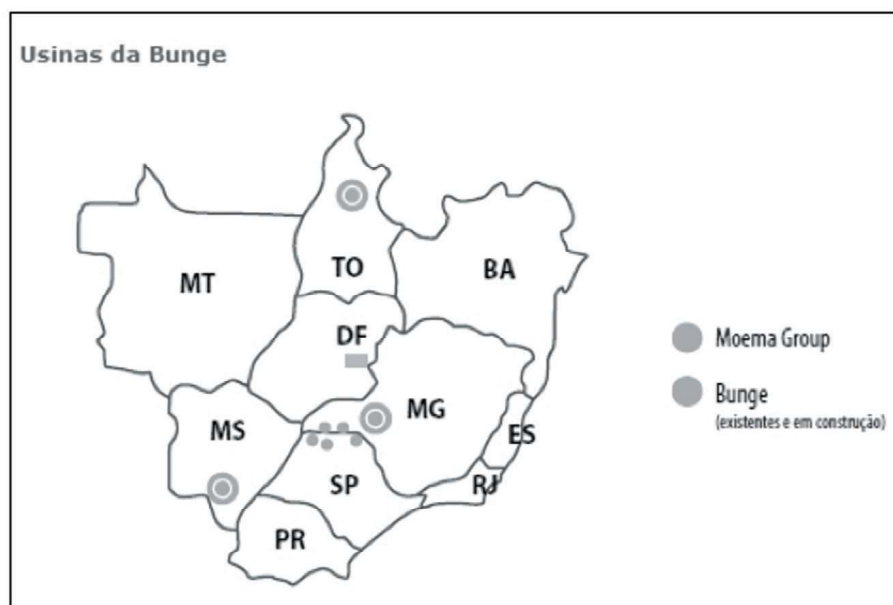 Usinas da Bunge
MT
TO
BA
DF
Moema Group
Bunge
(existentes e em construção)
MS
MG
ES
SP
RJ
PR